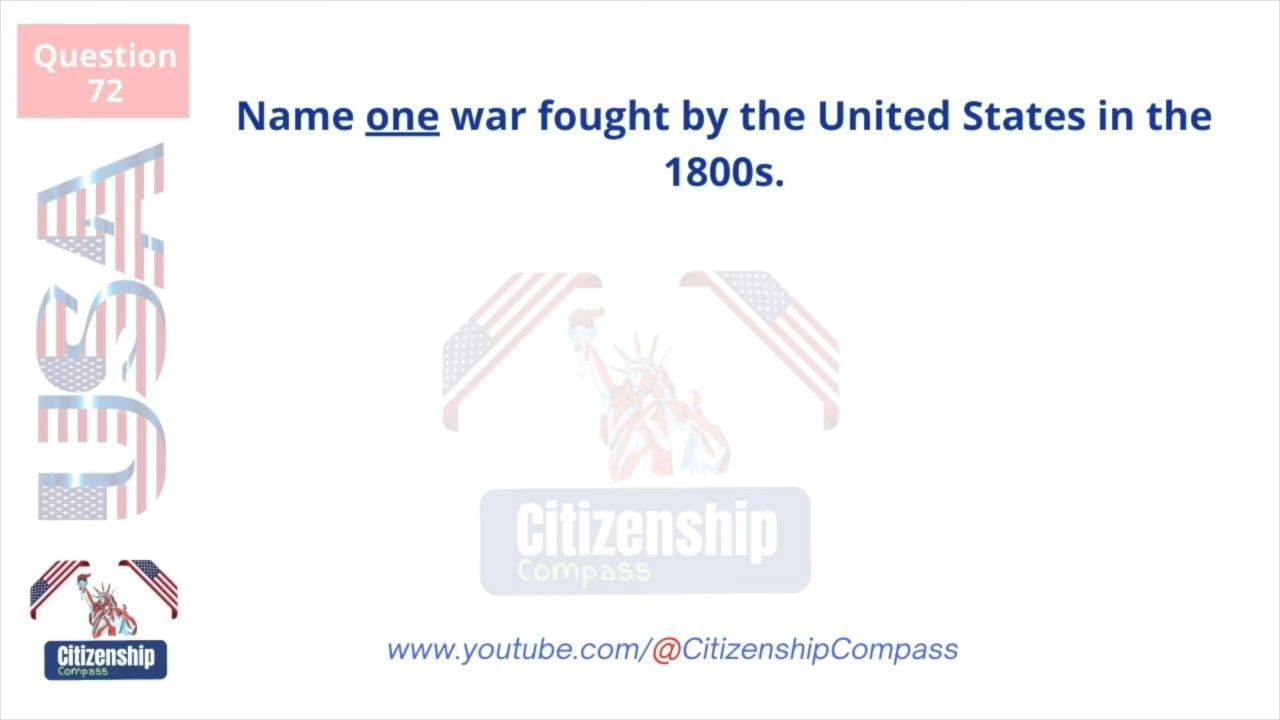 Question
72
Name one war fought by the United States in the
1800s.
USA
Citizenship
Compass
Citizenship
Compass
www.youtube.com/@CitizenshipCompass